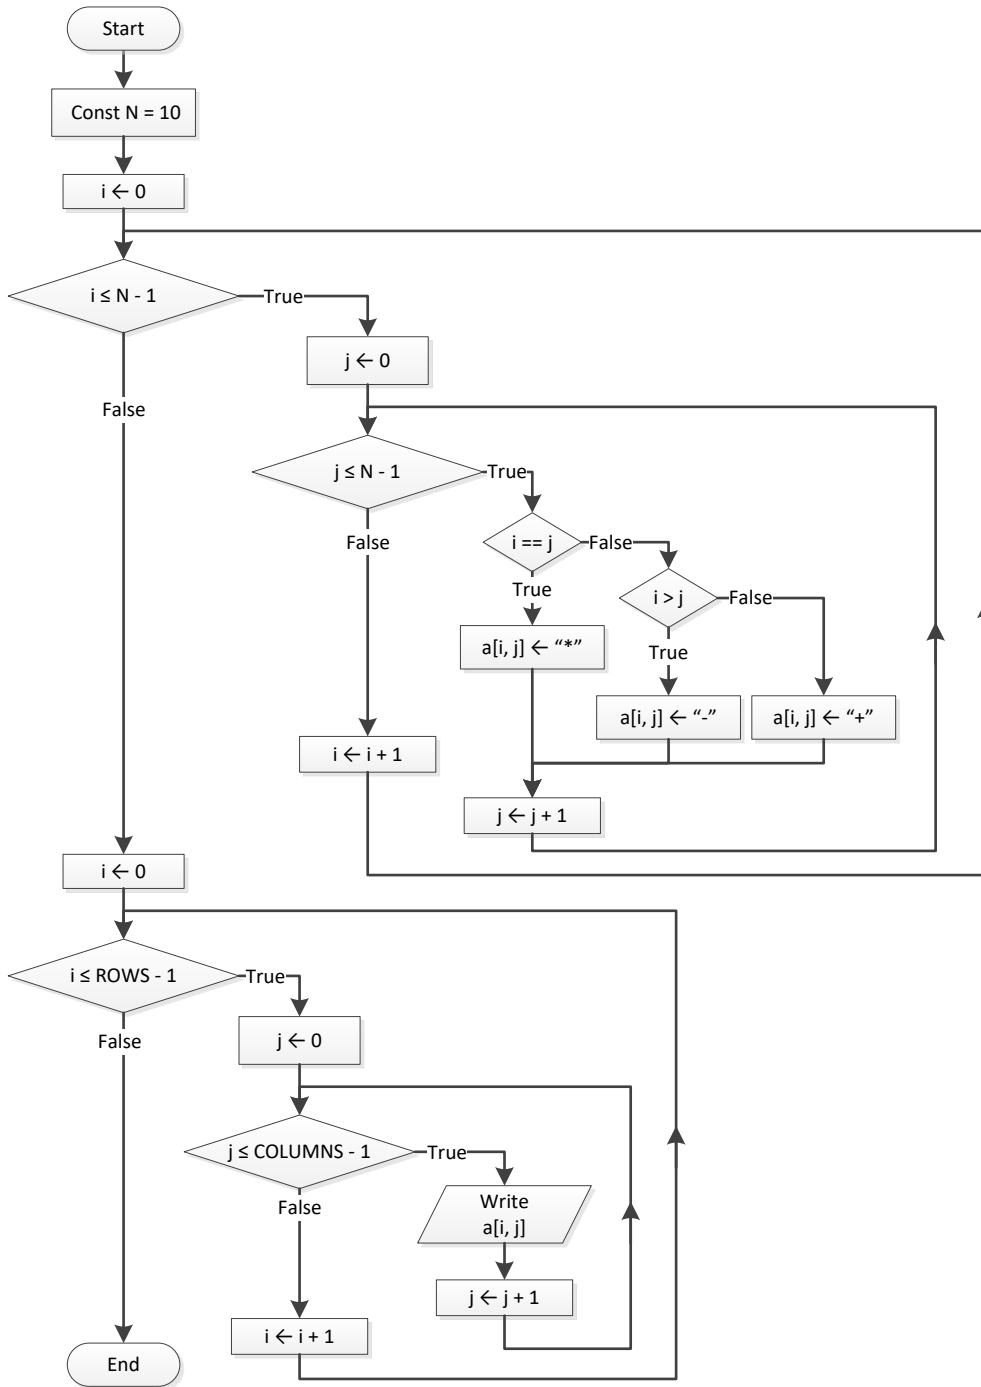 Start
Const N = 10
i ← 0
i ≤ N - 1
True
j ← 0
False
j ≤ N - 1
True
i == j
False
False
True
i > j
False
a[i, j] ← “*”
True
a[i, j] ← “-”
a[i, j] ← “+”
i ← i + 1
j ← j + 1
i ← 0
i ≤ ROWS - 1
True
False
j ← 0
j ≤ COLUMNS - 1
True
False
Write
a[i, j]
j ← j + 1
i ← i + 1
End